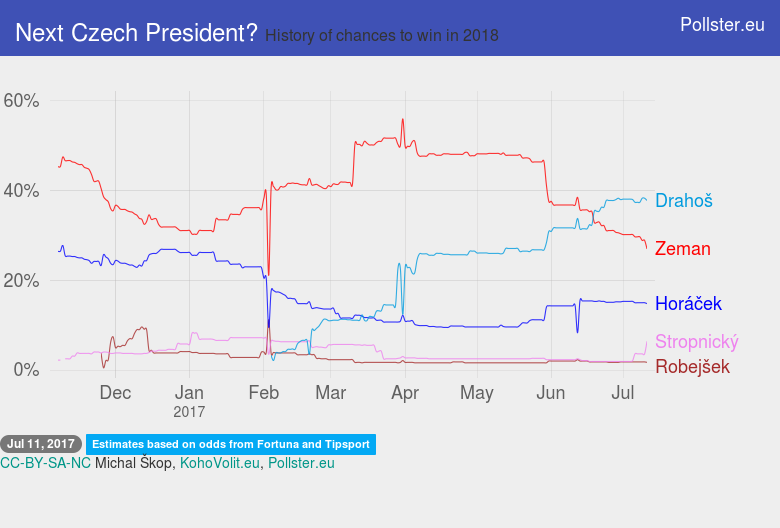 Next Czech President? History of chances to win in 2018
Pollster.eu
60%
40%
20%
0%
Drahoš
Zeman
Horáček
Stropnický
Robejšek
Dec Jan Feb Mar Apr May Jun Jul
2017
Jul 11, 2017 Estimates based on odds from Fortuna and Tipsport
CC-BY-SA-NC Michal Škop, KohoVolit.eu, Pollster.eu